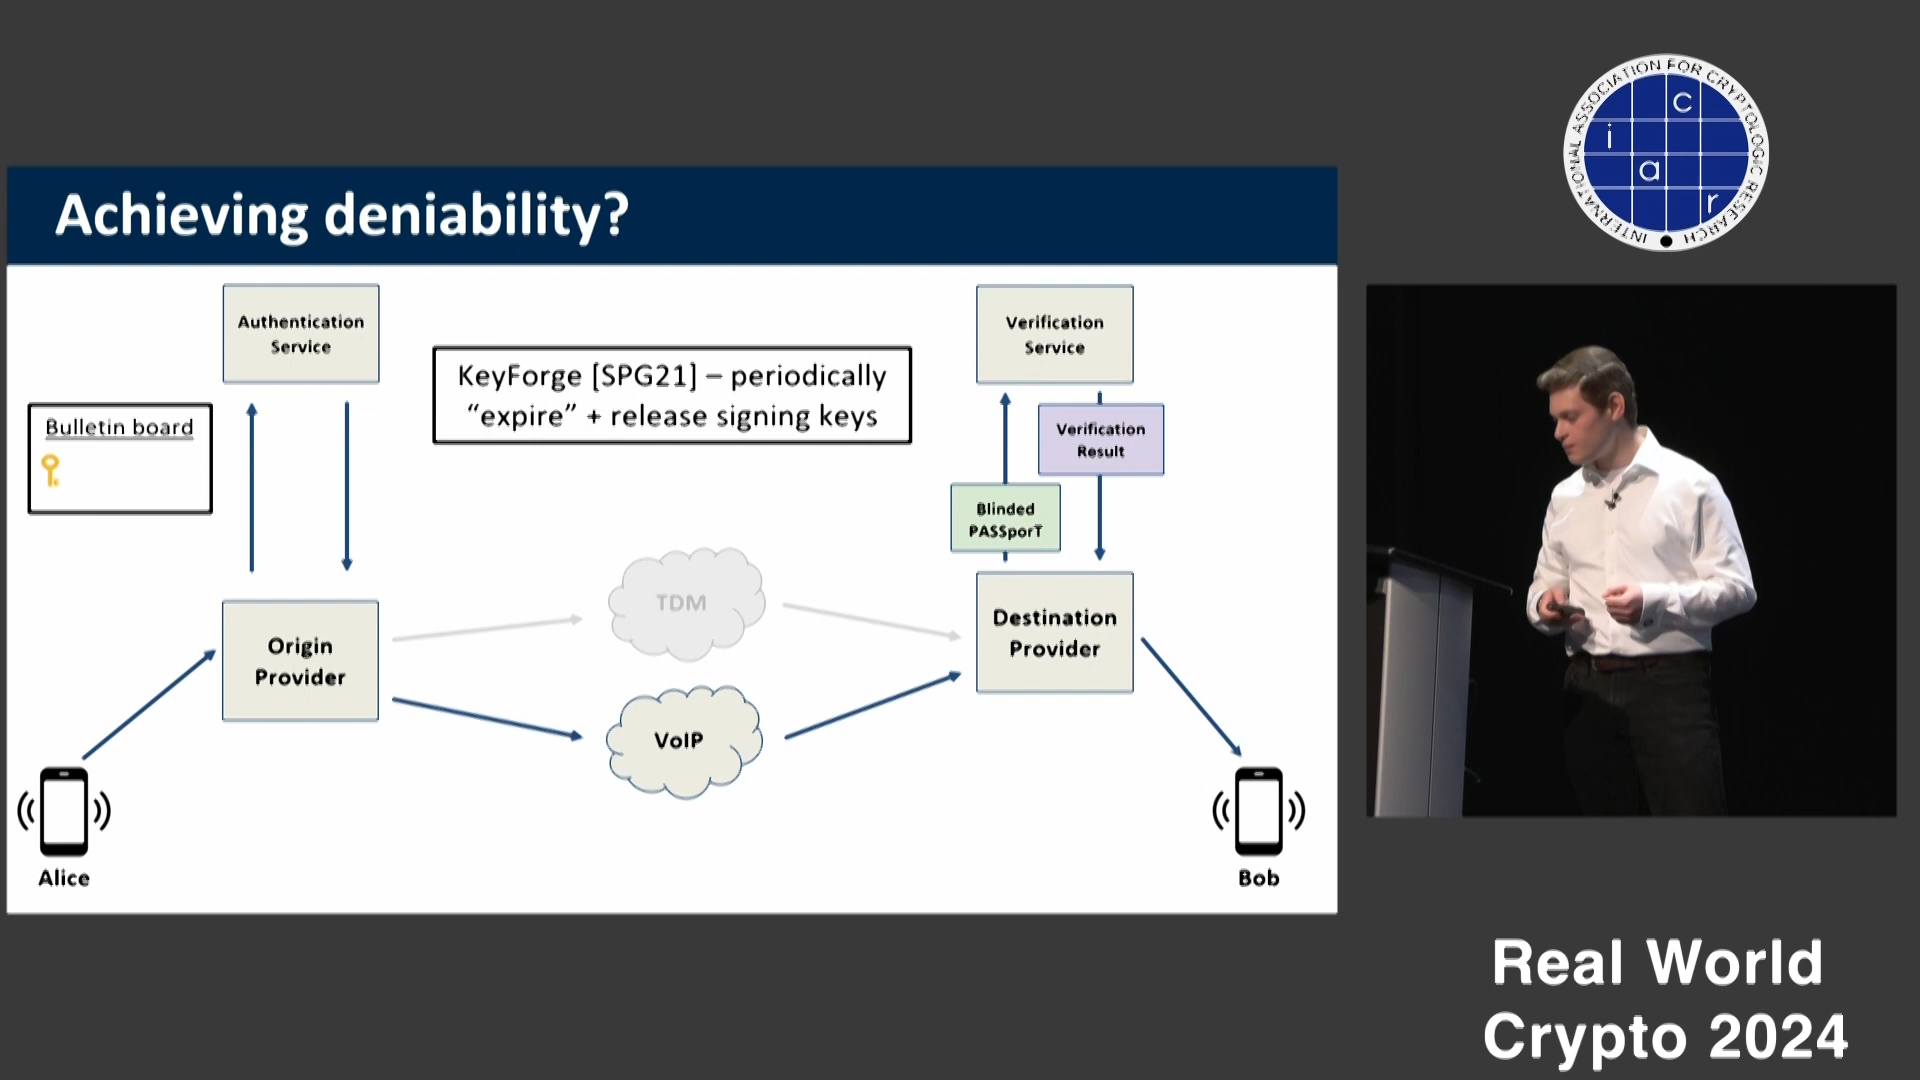 Achieving deniability?
Authentication
Service
KeyForge [SPG21] – periodically
“expire” + release signing keys
Verification
Service
Bulletin board
Verification
Result
Blinded
PASSporT
TDM
Origin
Provider
Destination
Provider
VoIP
Alice
Bob
INTERNATIONAL ASSOCIATION FOR CRYPTOLOGIC RESEARCH
i
a
c
r
Real World
Crypto 2024